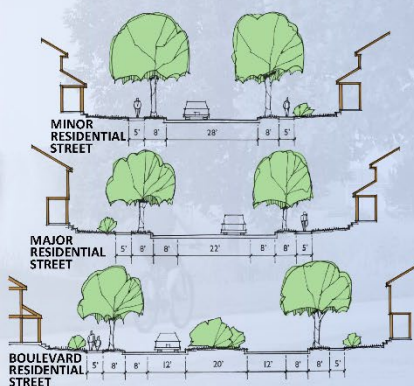 MINOR
RESIDENTIAL
STREET
5' 8' 28' 8' 5'
MAJOR
RESIDENTIAL
STREET
5' 8' 8' 22' 8' 8' 5'
BOULEVARD
RESIDENTIAL
STREET
5' 8' 8' 12' 20' 12' 8' 8' 5'